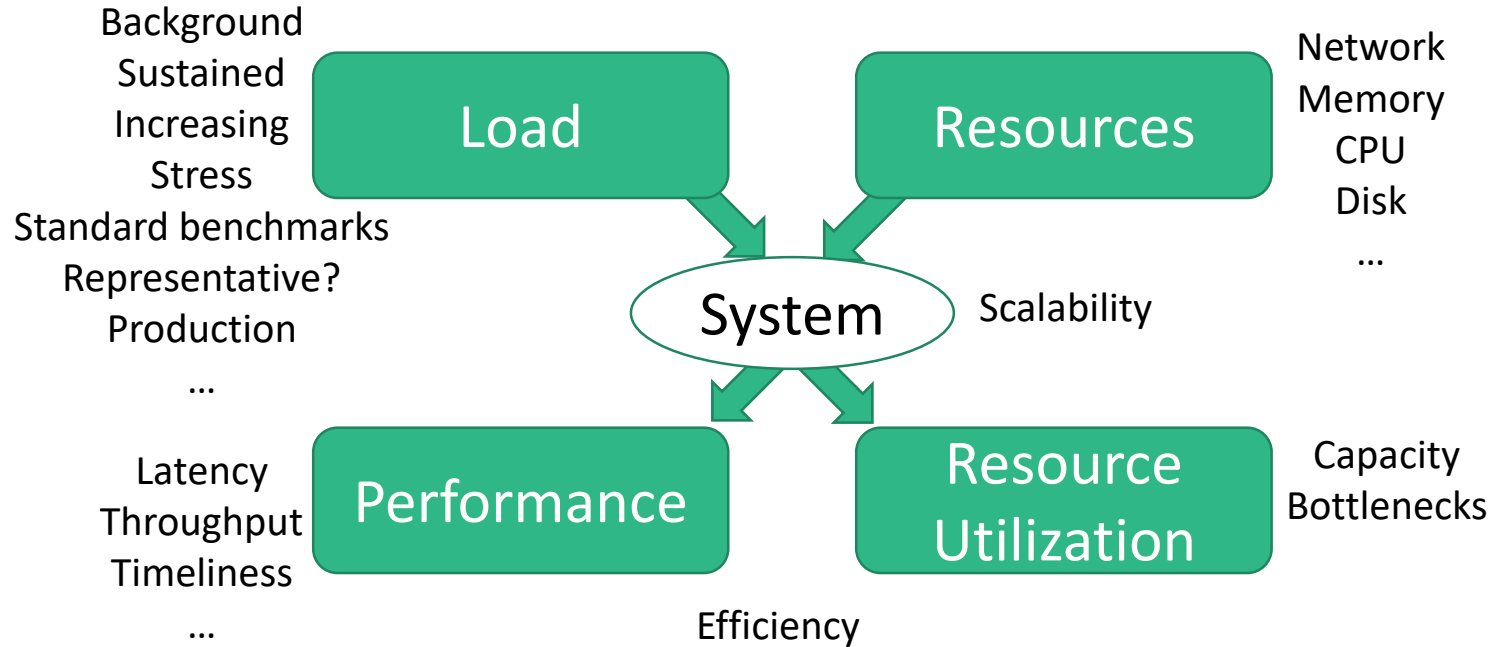 Background
Sustained
Increasing
Stress
Standard benchmarks
Representative?
Production
...
Load
Resources
Network
Memory
CPU
Disk
...
System
Scalability
Latency
Throughput
Timeliness
...
Performance
Resource
Utilization
Capacity
Bottlenecks
Efficiency